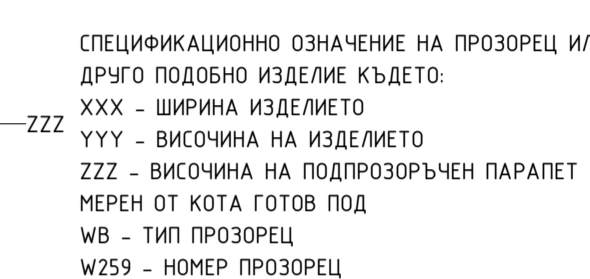 СПЕЦИФИКАЦИОННО ОЗНАЧЕНИЕ НА ПРОЗОРЕЦ
ДРУГО ПОДОБНО ИЗДЕЛИЕ КЪДЕТО:
XXX – ШИРИНА ИЗДЕЛИЕТО
ZZZ
YYY – ВИСОЧИНА НА ИЗДЕЛИЕТО
ZZZ – ВИСОЧИНА НА ПОДПРОЗОРЪЧЕН ПАРАПЕТ
МЕРЕН ОТ КОТА ГОТОВ ПОД
WB – ТИП ПРОЗОРЕЦ
W259 – НОМЕР ПРОЗОРЕЦ